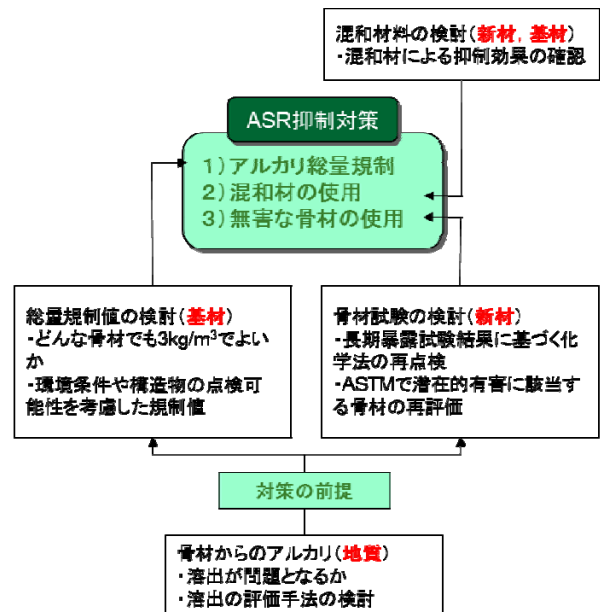 混和材料の検討(新材, 基材)
・混和材による抑制効果の確認
ASR抑制対策
1)アルカリ総量規制
2)混和材の使用
3)無害な骨材の使用
総量規制値の検討(基材)
・どんな骨材でも3kg/m³でよい
か
・環境条件や構造物の点検可
能性を考慮した規制値
骨材試験の検討(新材)
・長期暴露試験結果に基づく化
学法の再点検
・ASTMで潜在的有害に該当す
る骨材の再評価
対策の前提
骨材からのアルカリ(地質)
・溶出が問題となるか
・溶出の評価手法の検討